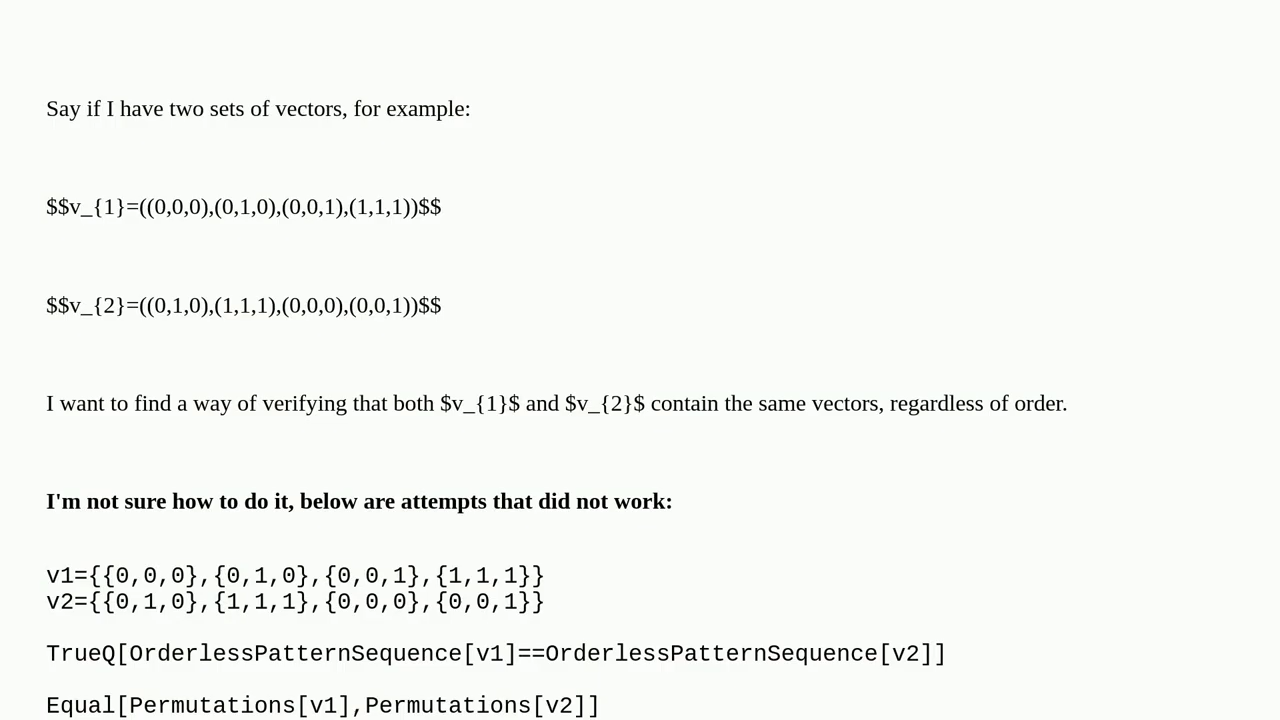 Say if I have two sets of vectors, for example:
$$v_{1}=((0,0,0),(0,1,0),(0,0,1),(1,1,1))$$
$$v_{2}=((0,1,0),(1,1,1),(0,0,0),(0,0,1))$$
I want to find a way of verifying that both $v_{1}$ and $v_{2}$ contain the same vectors, regardless of order.
I'm not sure how to do it, below are attempts that did not work:
v1={{0,0,0},{0,1,0},{0,0,1},{1,1,1}}
v2={{0,1,0},{1,1,1},{0,0,0},{0,0,1}}
TrueQ[OrderlessPatternSequence[v1]==OrderlessPatternSequence[v2]]
Equal[Permutations[v1],Permutations[v2]]